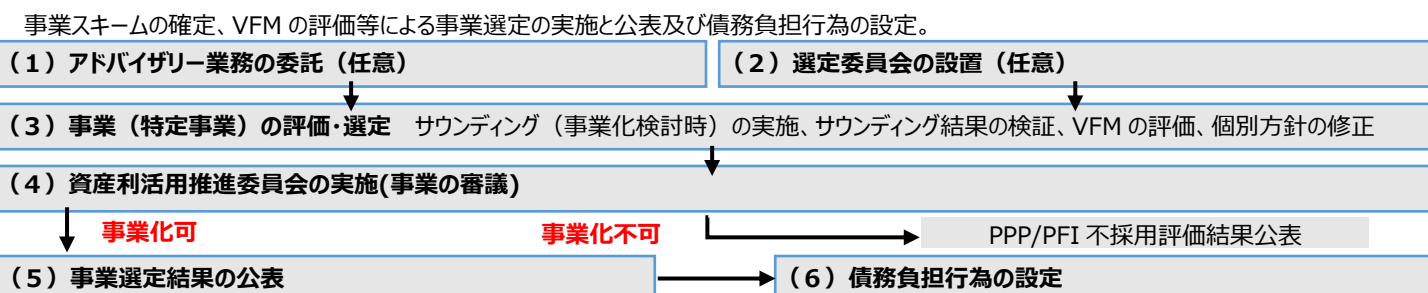 事業スキームの確定、VFM の評価等による事業選定の実施と公表及び債務負担行為の設定。
（１）アドバイザリー業務の委託（任意）
（２）選定委員会の設置（任意）
（３）事業（特定事業）の評価・選定　サウンディング（事業化検討時）の実施、サウンディング結果の検証、VFM の評価、個別方針の修正
（４）資産利活用推進委員会の実施(事業の審議)
事業化可
事業化不可
PPP/PFI 不採用評価結果公表
（５）事業選定結果の公表
（６）債務負担行為の設定